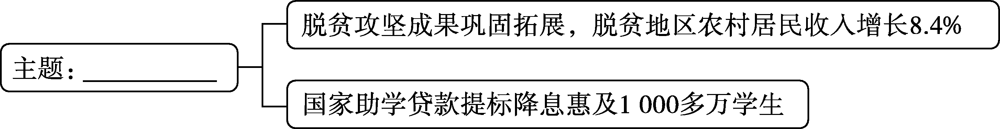 脱贫攻坚成果巩固拓展，脱贫地区农村居民收入增长8.4%
主题：__________
国家助学贷款提标降息惠及1 000多万学生